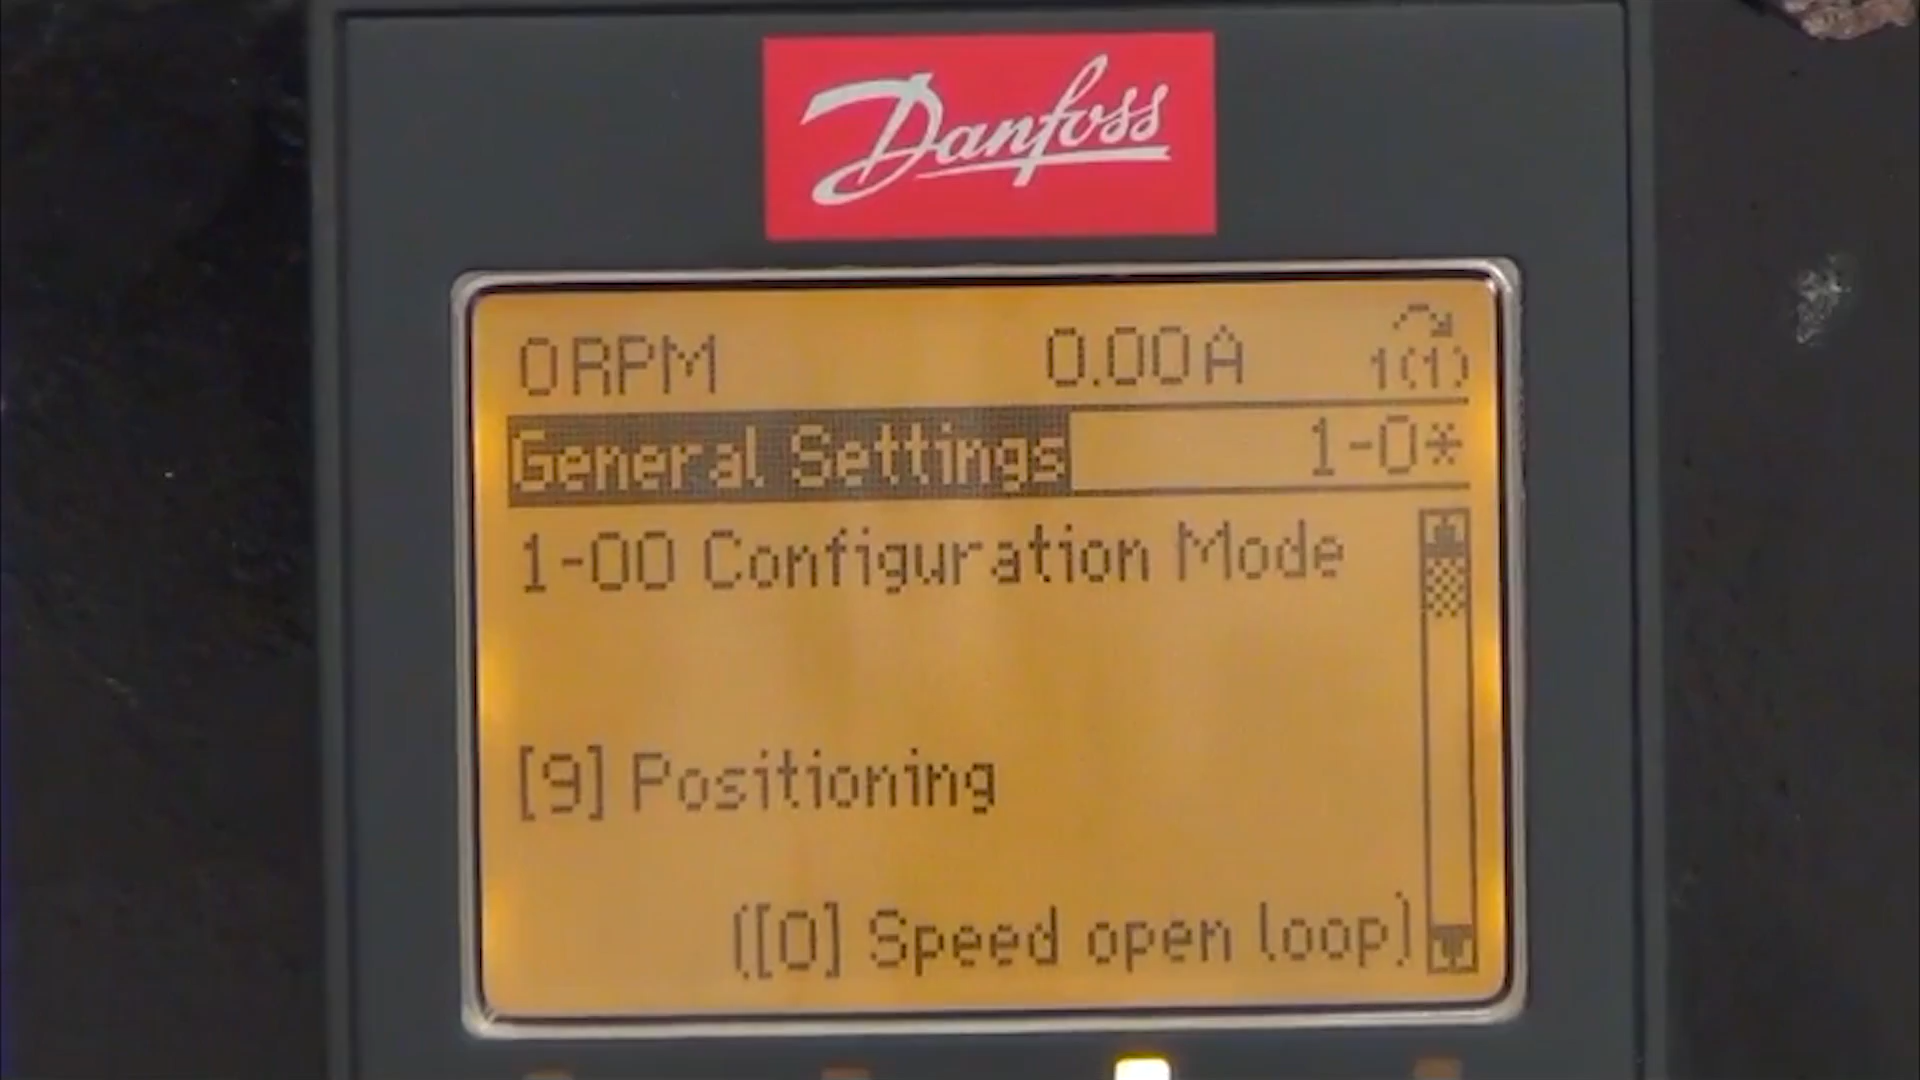 Danfoss
0RPM 0.00A 1(1)
General Settings 1-0*
1-00 Configuration Mode
[9] Positioning
([0] Speed open loop)